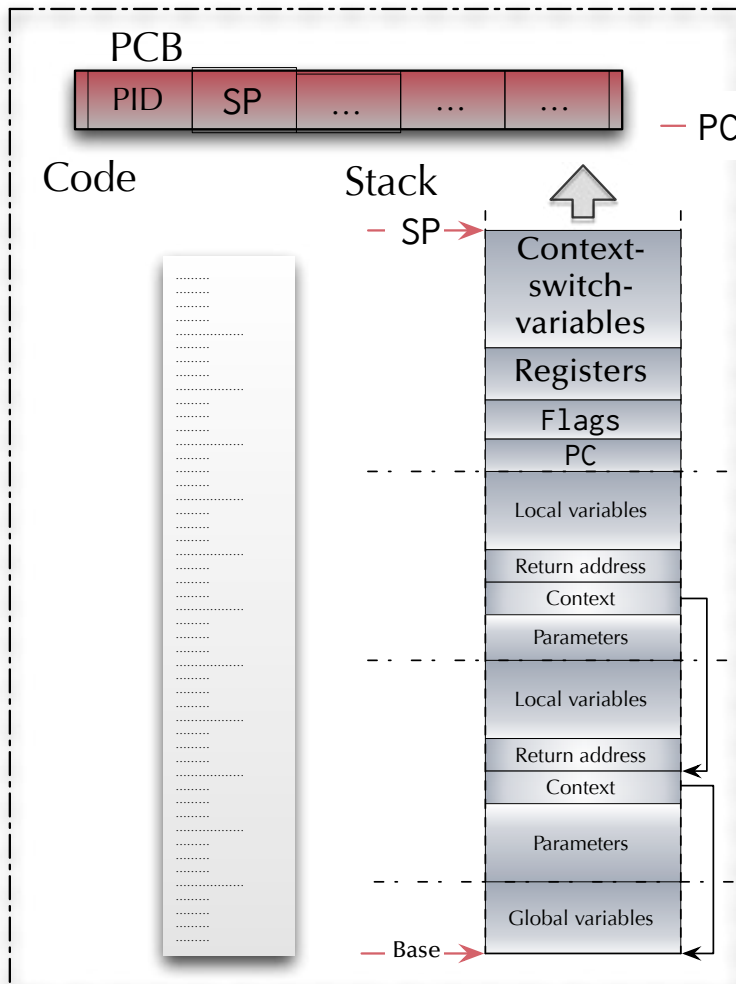 PCB
PID SP ... ... ...
PC
Code
Stack
SP
Context-
switch-
variables
Registers
Flags
PC
Local variables
Return address
Context
Parameters
Local variables
Return address
Context
Parameters
Global variables
Base